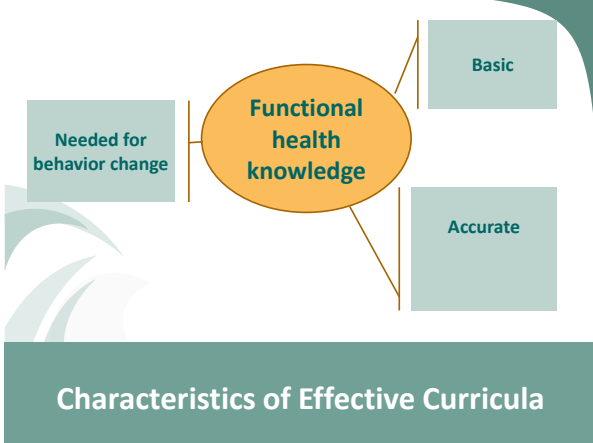 Basic
Functional
health
knowledge
Needed for
behavior change
Accurate
Characteristics of Effective Curricula